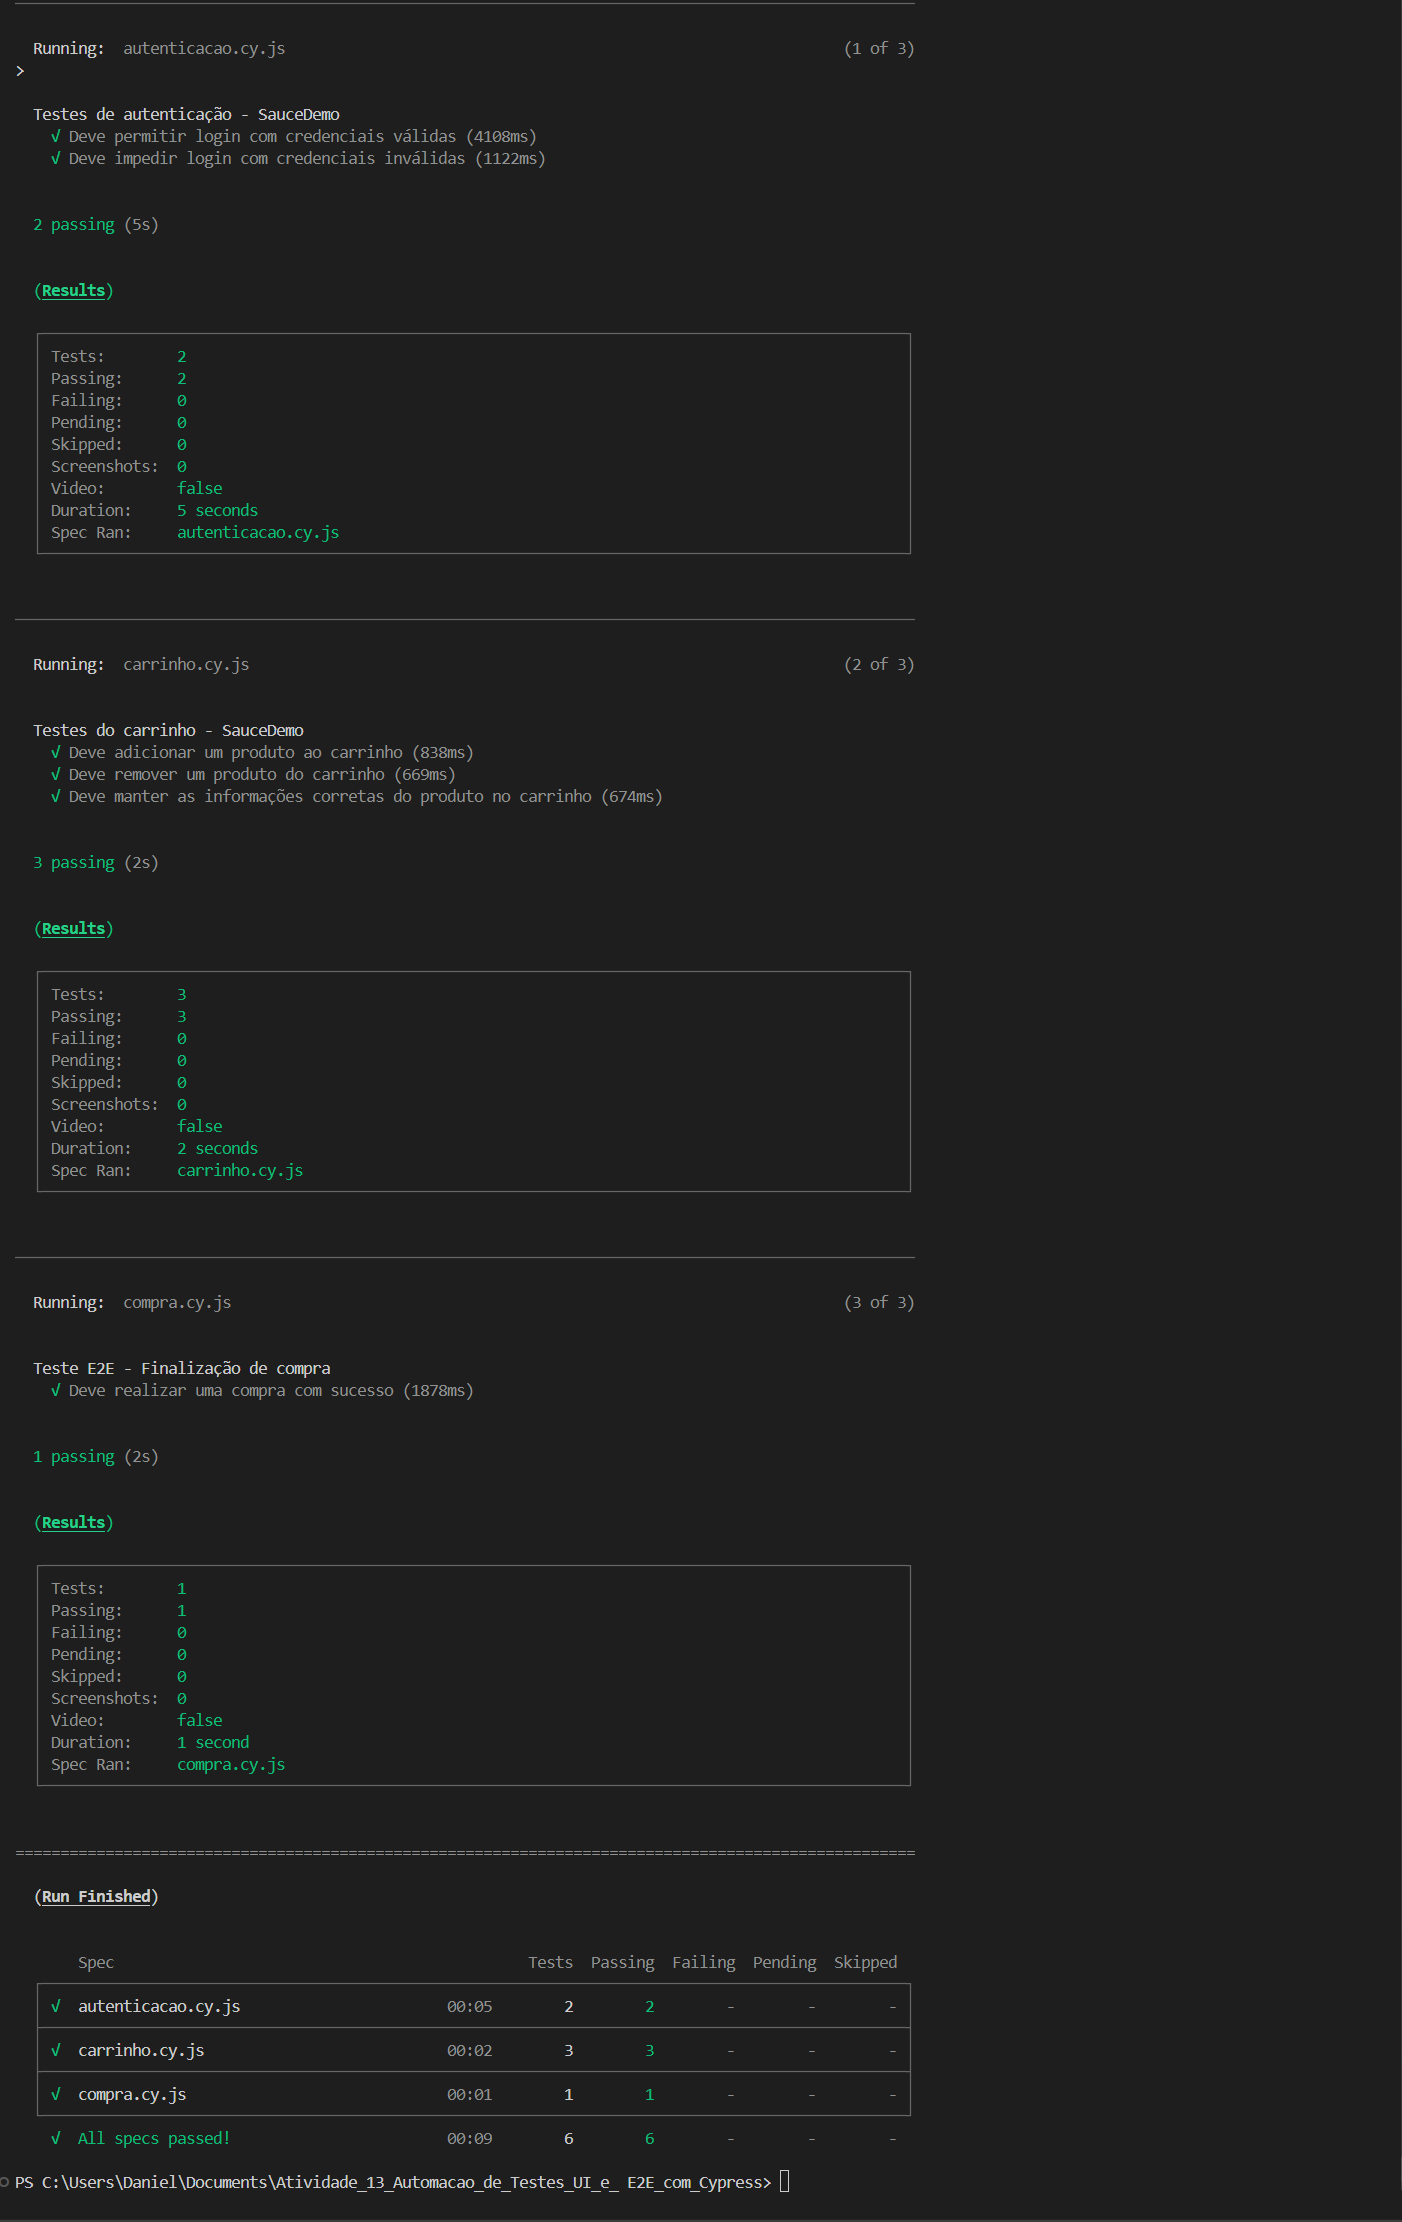 Running:  autenticacao.cy.js                                                              (1 of 3)
>
Testes de autenticação - SauceDemo
√ Deve permitir login com credenciais válidas (4108ms)
√ Deve impedir login com credenciais inválidas (1122ms)
2 passing (5s)
(Results)
Tests:        2
Passing:      2
Failing:      0
Pending:      0
Skipped:      0
Screenshots:  0
Video:        false
Duration:     5 seconds
Spec Ran:     autenticacao.cy.js
Running:  carrinho.cy.js                                                                  (2 of 3)
Testes do carrinho - SauceDemo
√ Deve adicionar um produto ao carrinho (838ms)
√ Deve remover um produto do carrinho (669ms)
√ Deve manter as informações corretas do produto no carrinho (674ms)
3 passing (2s)
(Results)
Tests:        3
Passing:      3
Failing:      0
Pending:      0
Skipped:      0
Screenshots:  0
Video:        false
Duration:     2 seconds
Spec Ran:     carrinho.cy.js
Running:  compra.cy.js                                                                    (3 of 3)
Teste E2E - Finalização de compra
√ Deve realizar uma compra com sucesso (1878ms)
1 passing (2s)
(Results)
Tests:        1
Passing:      1
Failing:      0
Pending:      0
Skipped:      0
Screenshots:  0
Video:        false
Duration:     1 second
Spec Ran:     compra.cy.js
====================================================================================================
(Run Finished)
Spec                                              Tests  Passing  Failing  Pending  Skipped
√  autenticacao.cy.js                       00:05        2        2        -        -        -
√  carrinho.cy.js                           00:02        3        3        -        -        -
√  compra.cy.js                             00:01        1        1        -        -        -
√  All specs passed!                        00:09        6        6        -        -        -
PS C:\Users\Daniel\Documents\Atividade_13_Automacao_de_Testes_UI_e_ E2E_com_Cypress>